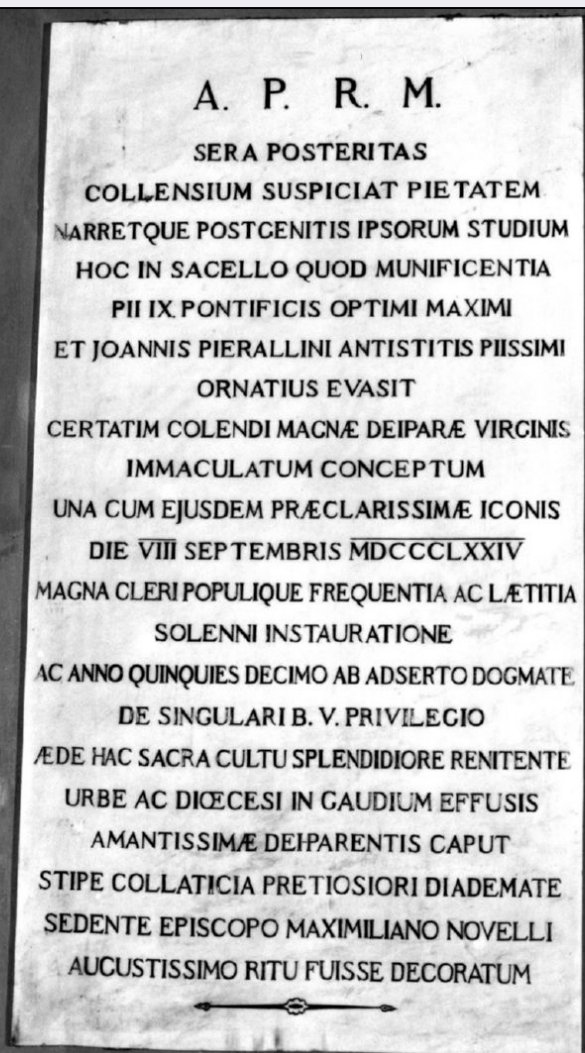 A. P. R. M.
SERA POSTERITAS
COLLENSIUM SUSPICIAT PIETATEM
NARRETQUE POSTGENITIS IPSORUM STUDIUM
HOC IN SACELLO QUOD MUNIFICENTIA
PII IX. PONTIFICIS OPTIMI MAXIMI
ET JOANNIS PIERALLINI ANTISTITIS PIISSIMI
ORNATIUS EVASIT
CERTATIM COLENDI MAGNÆ DEIPARÆ VIRGINIS
IMMACULATUM CONCEPTUM
UNA CUM EJUSDEM PRÆCLARISSIMÆ ICONIS
DIE V̅I̅I̅I̅ SEPTEMBRIS M̅D̅C̅C̅C̅L̅X̅X̅I̅V̅
MAGNA CLERI POPULIQUE FREQUENTIA AC LÆTITIA
SOLENNI INSTAURATIONE
AC ANNO QUINQUIES DECIMO AB ADSERTO DOGMATE
DE SINGULARI B. V. PRIVILEGIO
ÆDE HAC SACRA CULTU SPLENDIDIORE RENITENTE
URBE AC DIŒCESI IN GAUDIUM EFFUSIS
AMANTISSIMÆ DEIPARENTIS CAPUT
STIPE COLLATICIA PRETIOSIORI DIADEMATE
SEDENTE EPISCOPO MAXIMILIANO NOVELLI
AUGUSTISSIMO RITU FUISSE DECORATUM